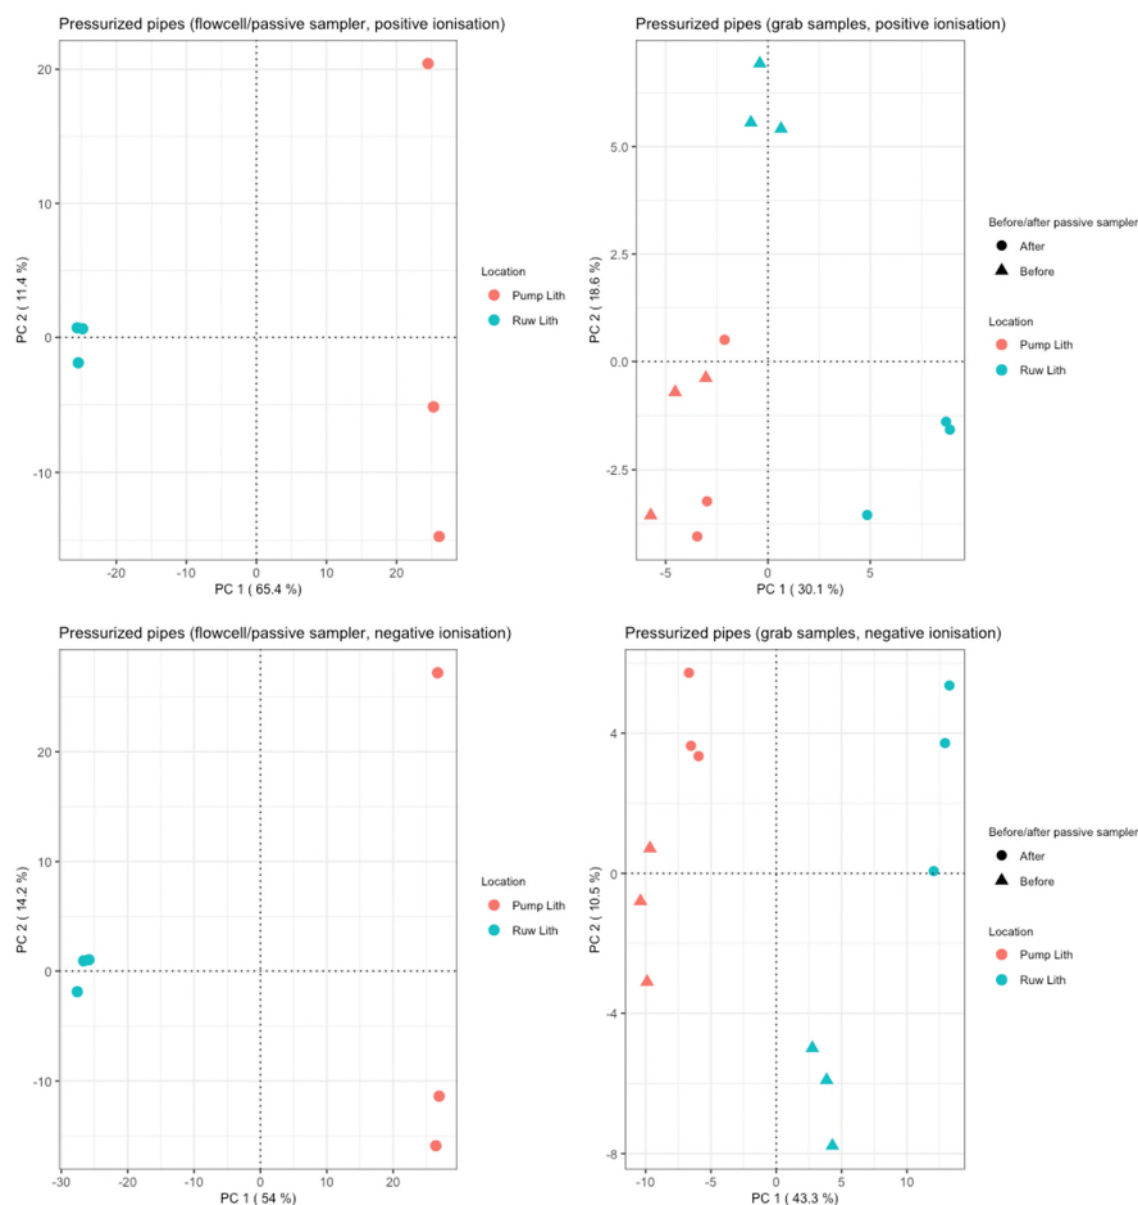 Pressurized pipes (flowcell/passive sampler, positive ionisation)
20
10
0
-10
PC 2 ( 11.4 %)
-20
-10
0
10
20
PC 1 ( 65.4 %)
Location
Pump Lith
Ruw Lith
Pressurized pipes (grab samples, positive ionisation)
5.0
2.5
0.0
-2.5
PC 2 ( 18.6 %)
-5
0
5
PC 1 ( 30.1 %)
Before/after passive sampler
After
Before
Location
Pump Lith
Ruw Lith
Pressurized pipes (flowcell/passive sampler, negative ionisation)
20
10
0
-10
PC 2 ( 14.2 %)
-30
-20
-10
0
10
20
PC 1 ( 54 %)
Location
Pump Lith
Ruw Lith
Pressurized pipes (grab samples, negative ionisation)
4
0
-4
-8
PC 2 ( 10.5 %)
-10
-5
0
5
10
PC 1 ( 43.3 %)
Before/after passive sampler
After
Before
Location
Pump Lith
Ruw Lith